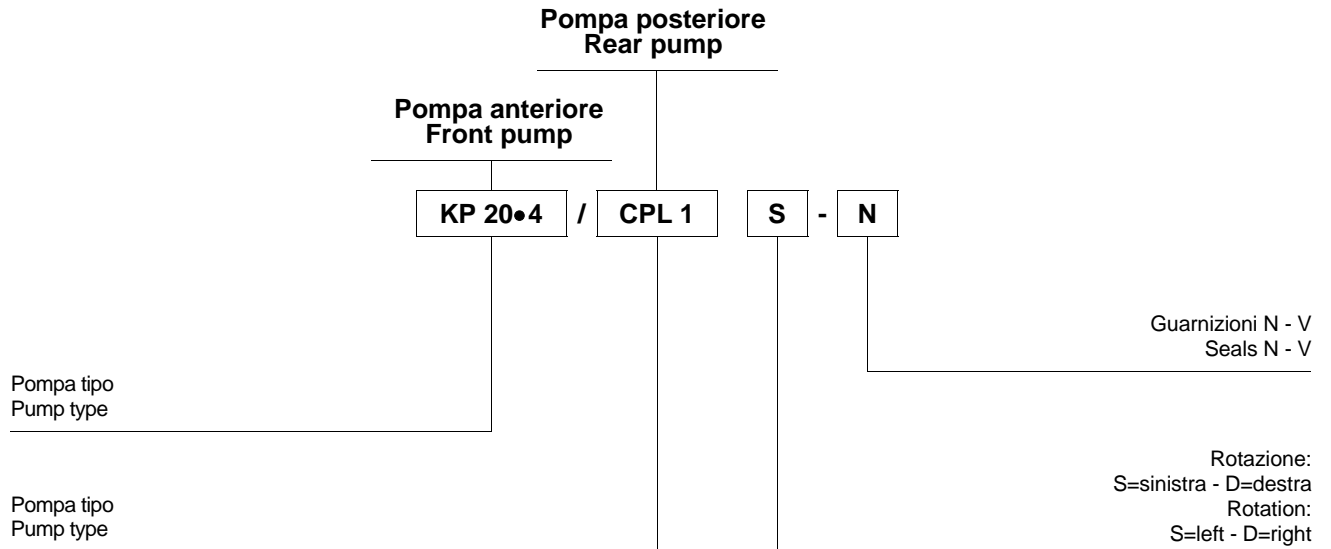 Pompa posteriore
Rear pump
Pompa anteriore
Front pump
KP 20•4 / CPL 1 S - N
Guarnizioni N - V
Seals N - V
Pompa tipo
Pump type
Rotazione:
S=sinistra - D=destra
Rotation:
S=left - D=right
Pompa tipo
Pump type